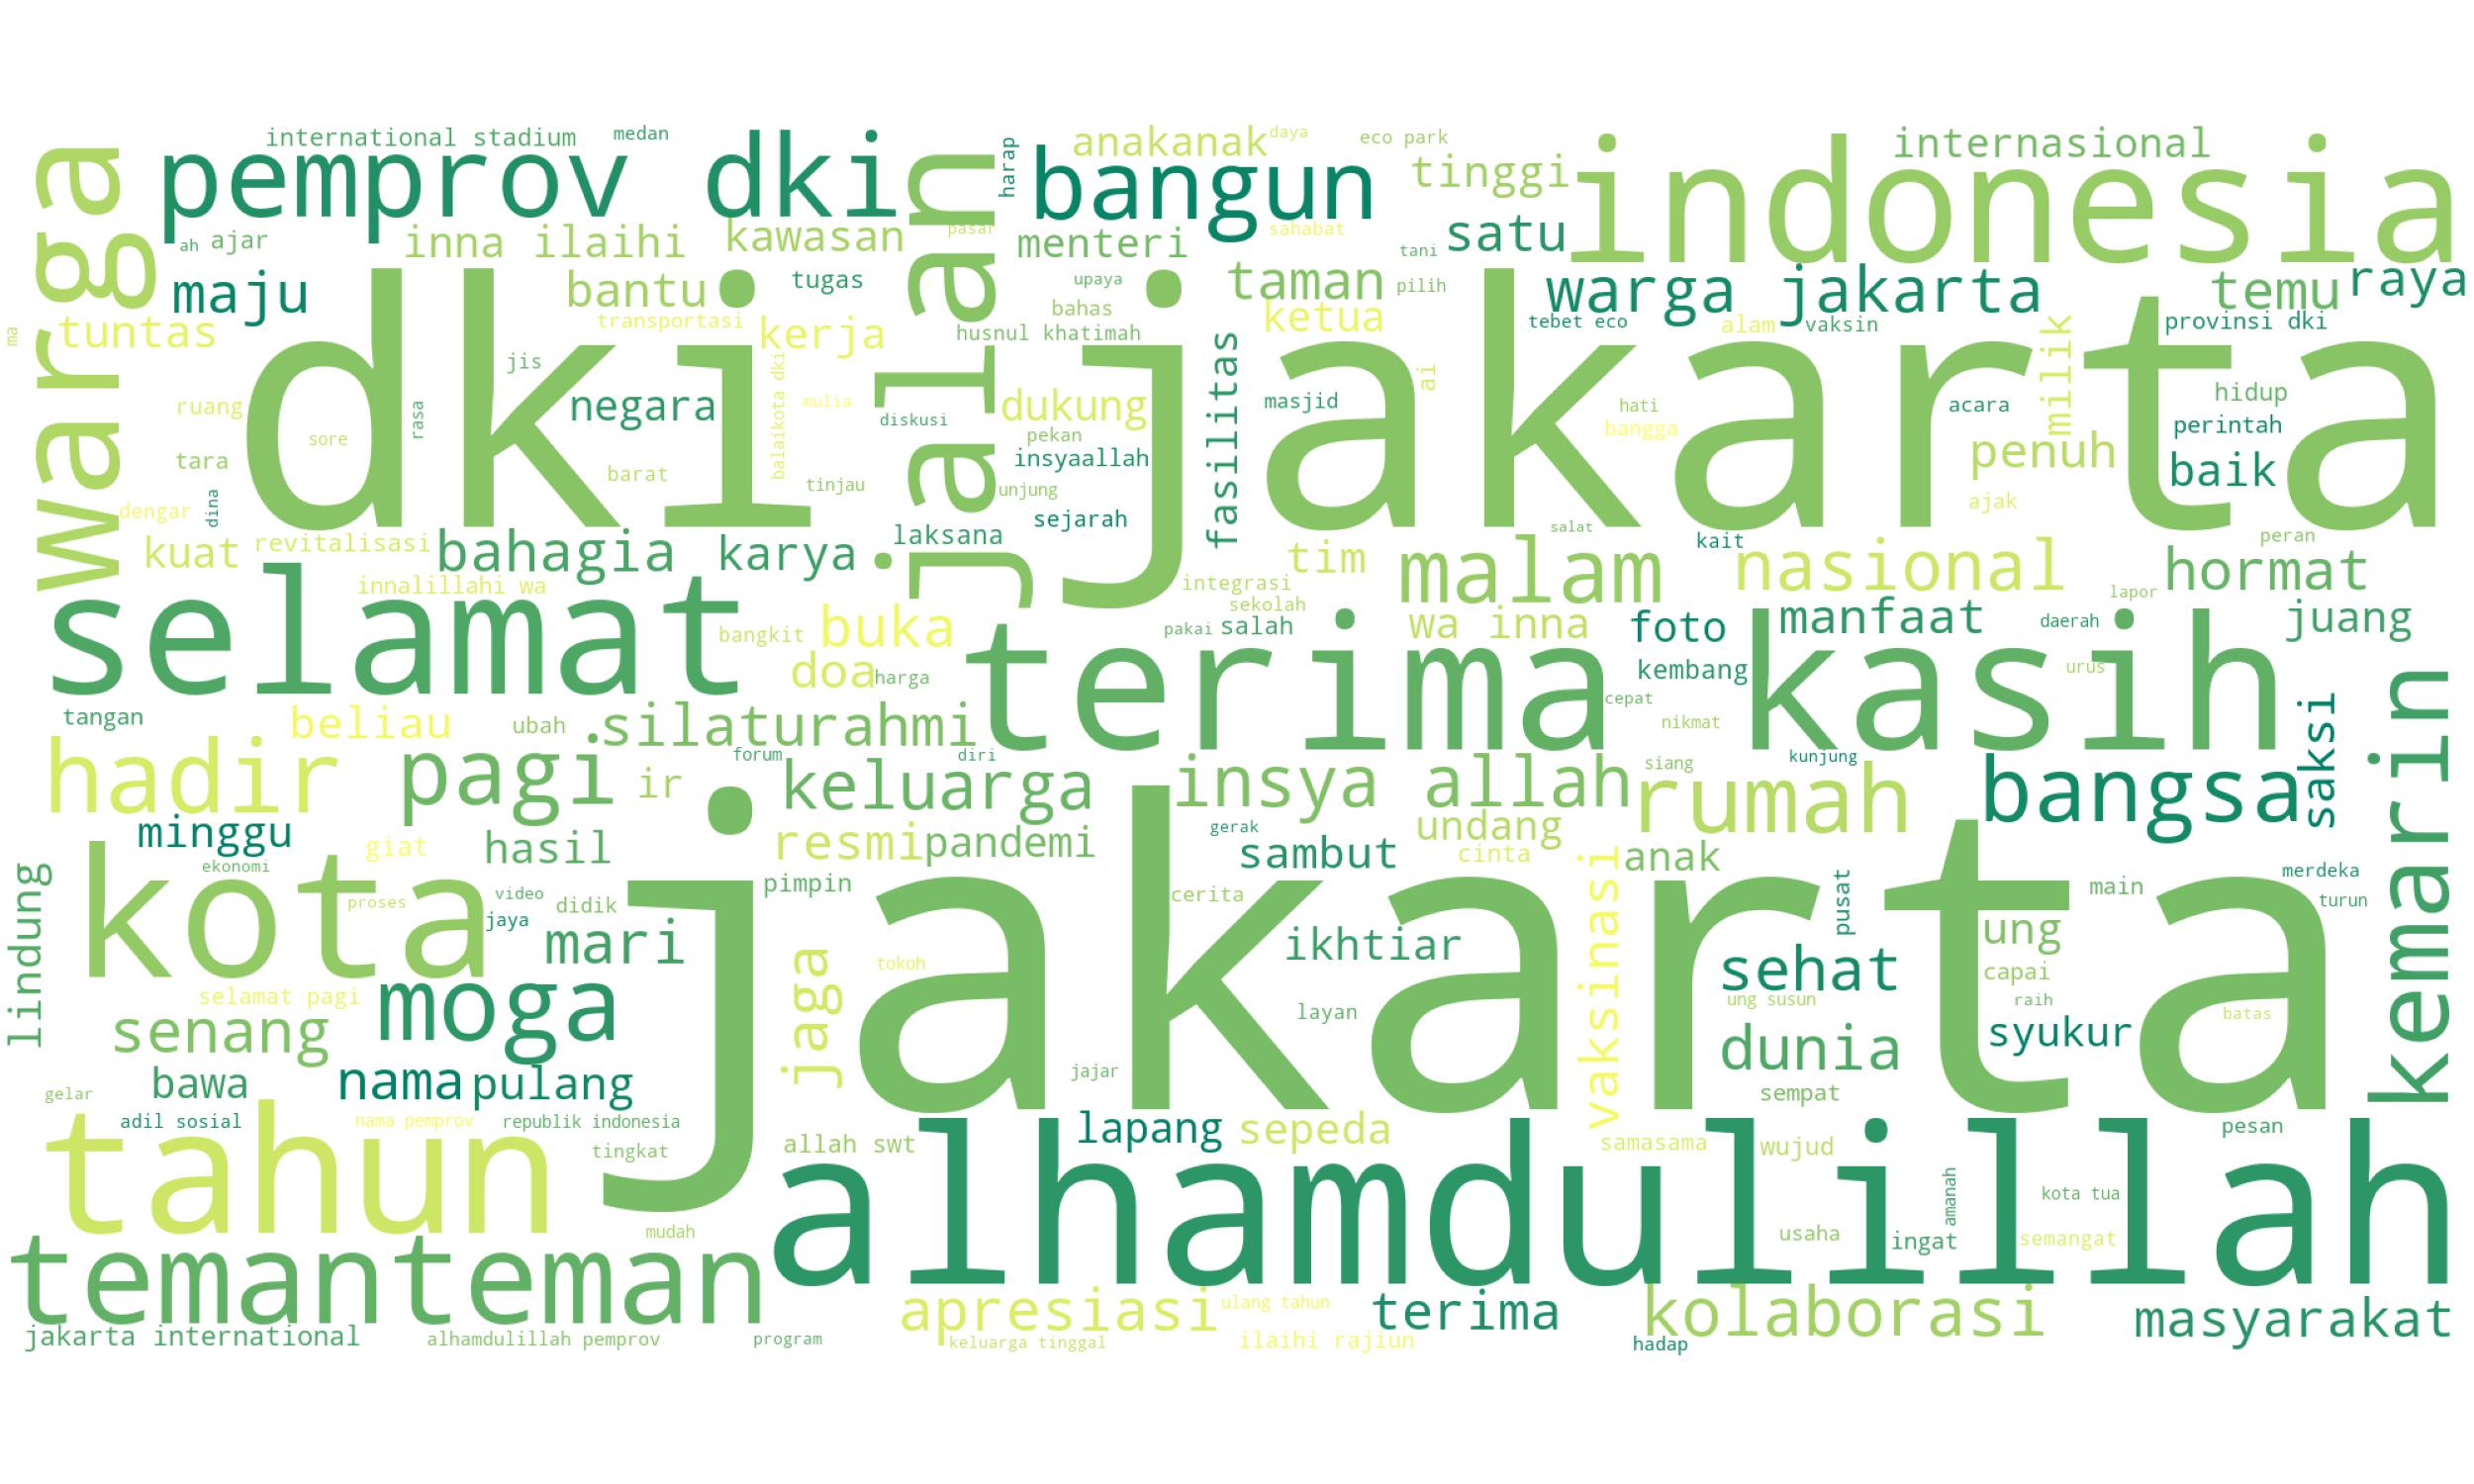 international stadium medan
anakanak daya eco park
internasional
warga
pemprov dki
jalan
harap
bangun
tinggi
indonesia
ah ajar
inna ilaihi
kawasan
pasar
menteri
sahabat
satu
tani
maju
bantu
tugas
upaya
taman
pilih
warga jakarta
temu
raya
ma
tuntas
transportasi
kerja
bahas
husnul khatimah
ketua
tebet eco
alam
vaksin
provinsi dki
dki jakarta
jis
balaikota dki
fasilitas
ai
milik
ruang
rasa
negara
mulia
diskusi
dukung
masjid
hati
acara
hidup
sore
pekan
bangga
perintah
tara
barat
tinjau
insyaallah
penuh
baik
dengar
dina
unjung
sejarah
ajak
kuat
revitalisasi
bahagia
karya
laksana
tim
salat
malam
kait
nasional
peran
hormat
innalillahi wa
integrasi
lapor
selamat
bangkit
buka
sekolah
pakai salah
wa inna
foto
manfaat
daerah
juang
doa
harga
terima kasih
kembang
urus
cepat
tangan
beliau
ubah
silaturahmi
nikmat
saksi
kemarin
hadir
pagi
ir
forum
keluarga
diri
insya allah
siang
rumah
kunjung
bangsa
minggu
giat
hasil
resmi
pandemi
gerak
sambut
undang
cinta
anak
ekonomi
lindung
kota
proses
video
jaya
didik
pimpin
cerita
vaksinasi
pusat
main
merdeka
turun
mari
jakarta
ikhtiar
ung
selamat pagi
moga
jaga
tokoh
layan
sehat
capai
ung susun
raih
batas
senang
dunia
syukur
bawa
nama
pulang
jajar
sempat
gelar
adil sosial
nama pemprov
republik indonesia
lapang
sepeda
pesan
tahun
tingkat
allah swt
samasama
wujud
alhamdulillah
amanah
kota tua
mudah
usaha
ingat
semangat
temanteman
apresiasi
ulang tahun
terima
kolaborasi
masyarakat
jakarta international
alhamdulillah pemprov
program
keluarga tinggal
ilaihi rajiun
hadap